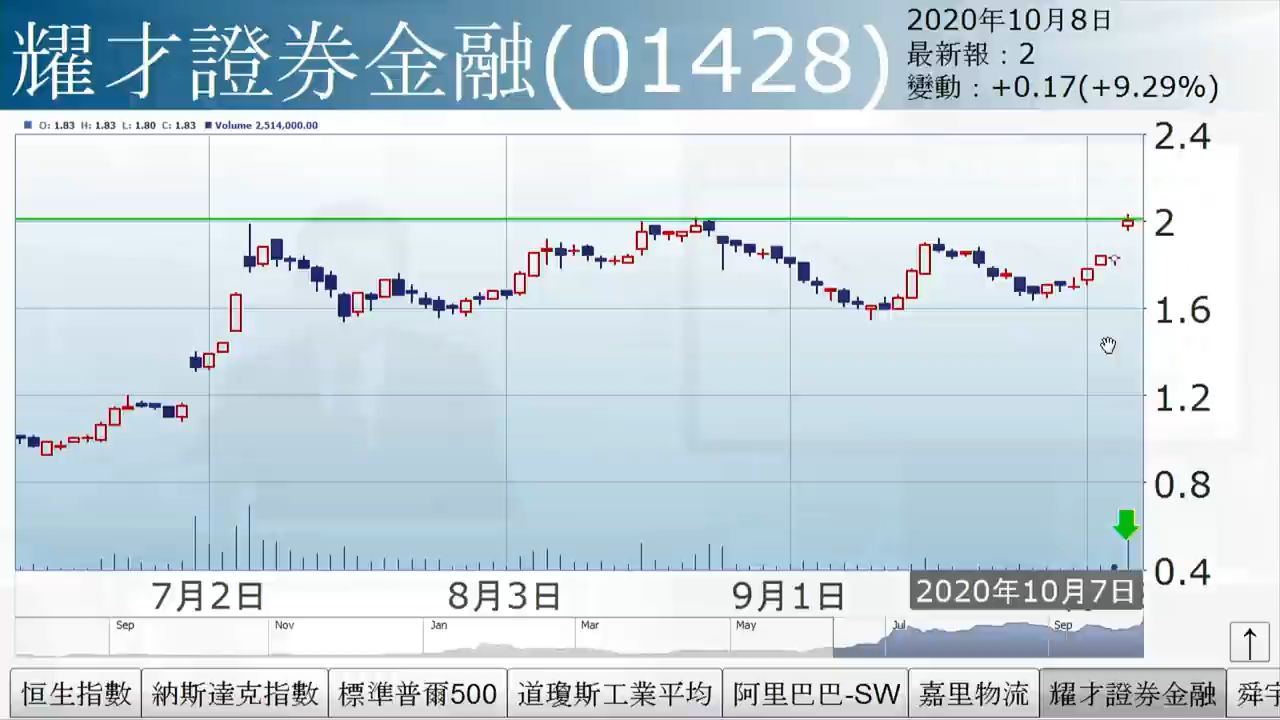 耀才證券金融(01428)
2020年10月8日
最新報：2
變動：+0.17(+9.29%)
O: 1.83 H: 1.83 L: 1.80 C: 1.83 Volume 2,514,000.00
2.4
2
1.6
1.2
0.8
0.4
7月2日 8月3日 9月1日 2020年10月7日
Sep Nov Jan Mar May Jul Sep
↑
恒生指數 納斯達克指數 標準普爾500 道瓊斯工業平均 阿里巴巴-SW 嘉里物流 耀才證券金融 舜宇